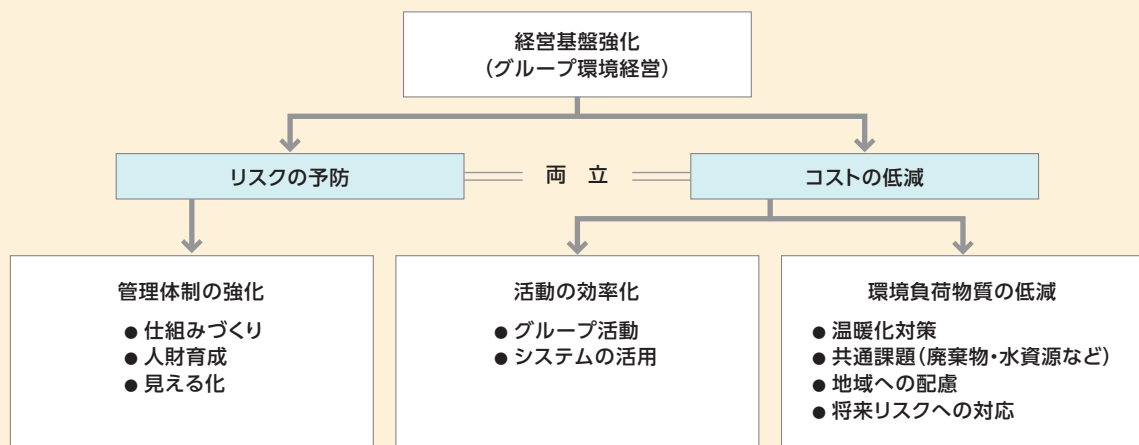 経営基盤強化
(グループ環境経営)
リスクの予防
両 立
コストの低減
管理体制の強化
● 仕組みづくり
● 人財育成
● 見える化
活動の効率化
● グループ活動
● システムの活用
環境負荷物質の低減
● 温暖化対策
● 共通課題(廃棄物・水資源など)
● 地域への配慮
● 将来リスクへの対応